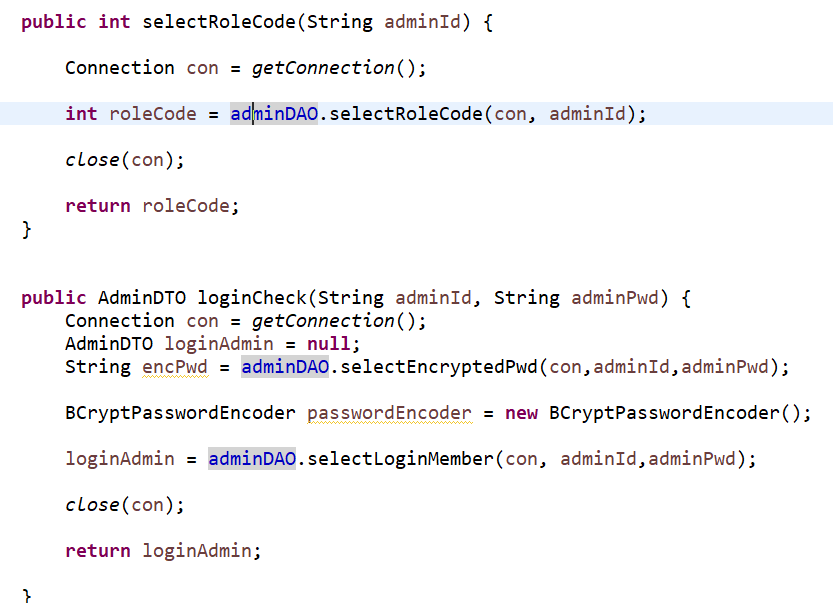 public int selectRoleCode(String adminId) {
Connection con = getConnection();
int roleCode = adminDAO.selectRoleCode(con, adminId);
close(con);
return roleCode;
}
public AdminDTO loginCheck(String adminId, String adminPwd) {
Connection con = getConnection();
AdminDTO loginAdmin = null;
String encPwd = adminDAO.selectEncryptedPwd(con,adminId,adminPwd);
BCryptPasswordEncoder passwordEncoder = new BCryptPasswordEncoder();
loginAdmin = adminDAO.selectLoginMember(con, adminId,adminPwd);
close(con);
return loginAdmin;
}